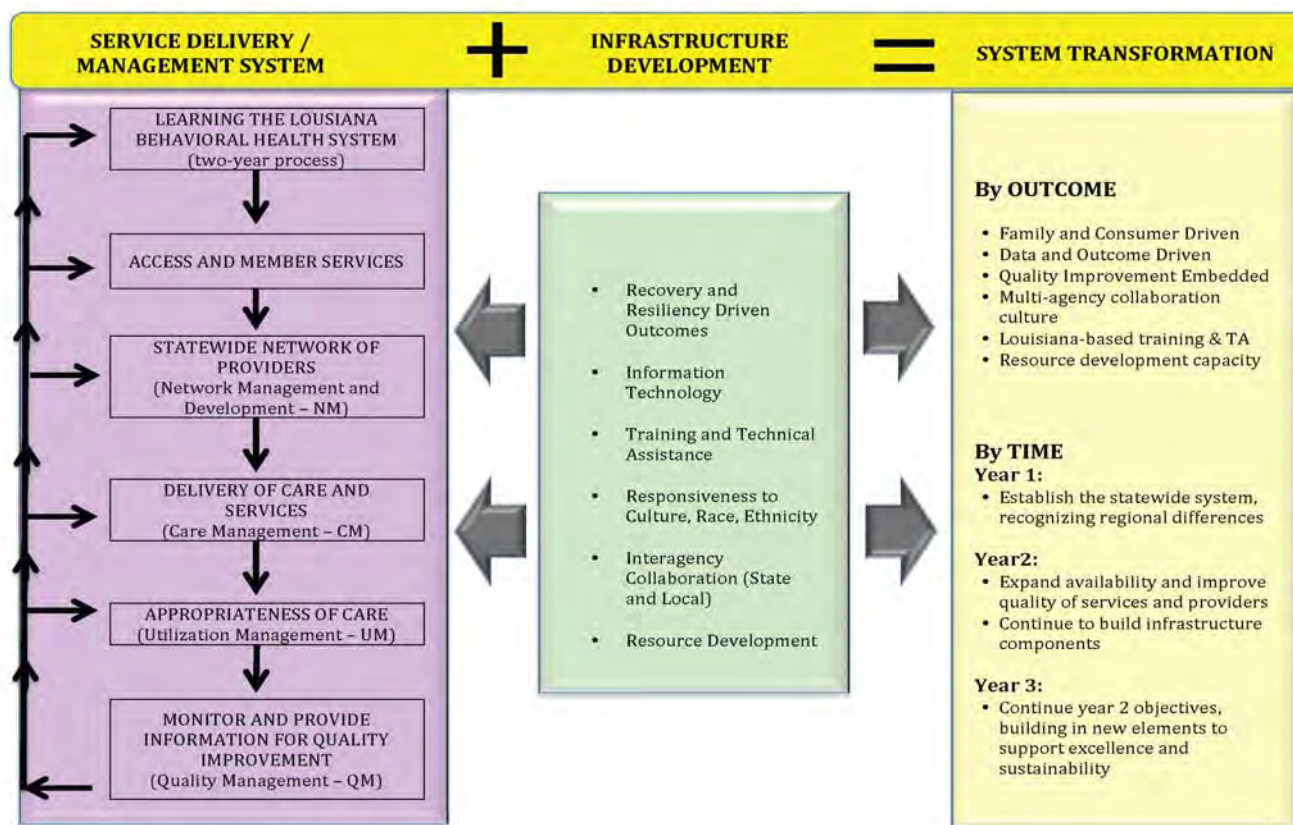 SERVICE DELIVERY /
MANAGEMENT SYSTEM
+
INFRASTRUCTURE
DEVELOPMENT
=
SYSTEM TRANSFORMATION
LEARNING THE LOUSIANA
BEHAVIORAL HEALTH SYSTEM
(two-year process)
ACCESS AND MEMBER SERVICES
STATEWIDE NETWORK OF
PROVIDERS
(Network Management and
Development – NM)
DELIVERY OF CARE AND
SERVICES
(Care Management – CM)
APPROPRIATENESS OF CARE
(Utilization Management – UM)
MONITOR AND PROVIDE
INFORMATION FOR QUALITY
IMPROVEMENT
(Quality Management – QM)
• Recovery and
Resiliency Driven
Outcomes
• Information
Technology
• Training and Technical
Assistance
• Responsiveness to
Culture, Race, Ethnicity
• Interagency
Collaboration (State
and Local)
• Resource Development
By OUTCOME
• Family and Consumer Driven
• Data and Outcome Driven
• Quality Improvement Embedded
• Multi-agency collaboration
culture
• Louisiana-based training & TA
• Resource development capacity
By TIME
Year 1:
• Establish the statewide system,
recognizing regional differences
Year2:
• Expand availability and improve
quality of services and providers
• Continue to build infrastructure
components
Year 3:
• Continue year 2 objectives,
building in new elements to
support excellence and
sustainability